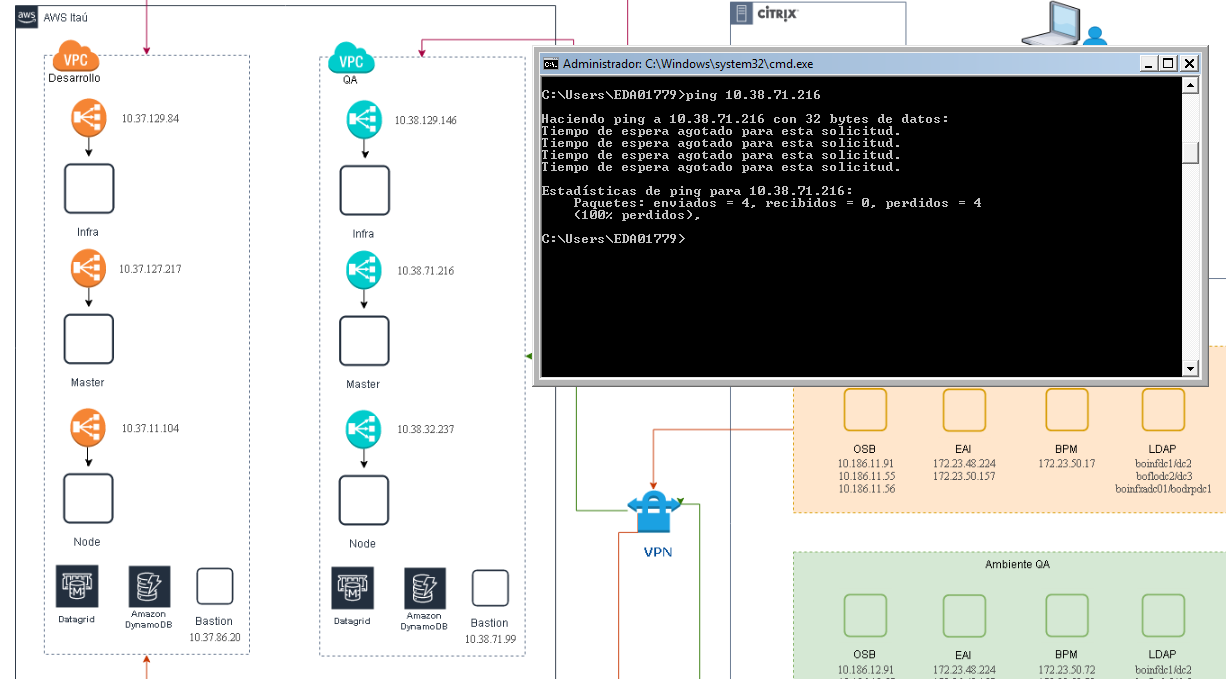 aws AWS Itaú
VPC
Desarrollo
10.37.129.84
Infra
10.37.127.217
Master
10.37.11.104
Node
Datagrid
Amazon
DynamoDB
Bastion
10.37.86.20
VPC
QA
10.38.129.146
Infra
10.38.71.216
Master
10.38.32.237
Node
Datagrid
Amazon
DynamoDB
Bastion
10.38.71.99
CITRIX
Administrador: C:\Windows\system32\cmd.exe
C:\Users\EDA01779>ping 10.38.71.216
Haciendo ping a 10.38.71.216 con 32 bytes de datos:
Tiempo de espera agotado para esta solicitud.
Tiempo de espera agotado para esta solicitud.
Tiempo de espera agotado para esta solicitud.
Tiempo de espera agotado para esta solicitud.
Estadísticas de ping para 10.38.71.216:
Paquetes: enviados = 4, recibidos = 0, perdidos = 4
(100% perdidos),
C:\Users\EDA01779>
VPN
OSB
10.186.11.91
10.186.11.55
10.186.11.56
EAI
172.23.48.224
172.23.50.157
BPM
172.23.50.17
LDAP
boinfdc1/dc2
boflodc2/dc3
boinfxadc01/bodrpdc1
Ambiente QA
OSB
10.186.12.91
EAI
172.23.48.224
BPM
172.23.50.72
LDAP
boinfdc1/dc2